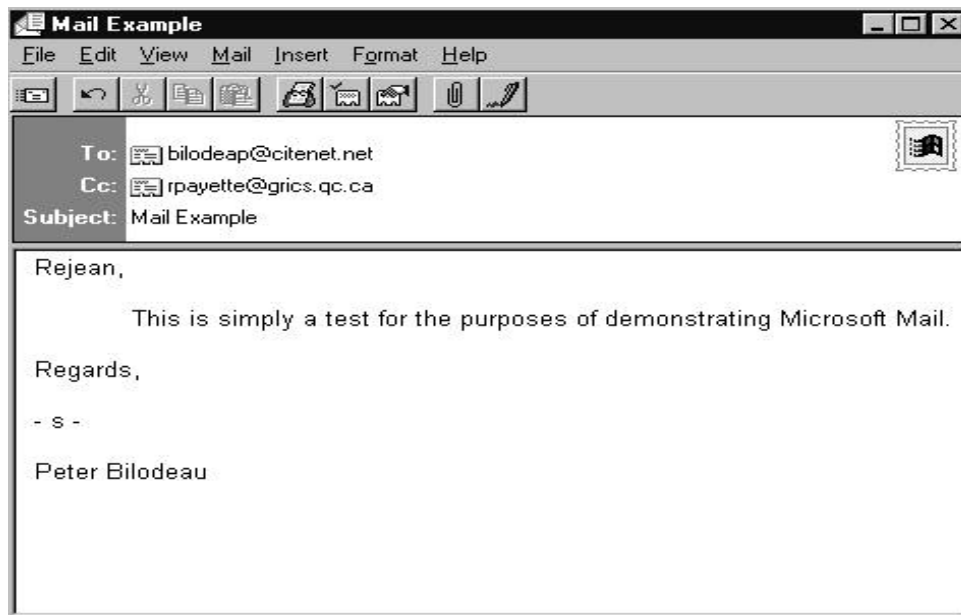 Mail Example
File Edit View Mail Insert Format Help
To: bilodeap@citenet.net
Cc: rpayette@grics.qc.ca
Subject: Mail Example
Rejean,
This is simply a test for the purposes of demonstrating Microsoft Mail.
Regards,
- s -
Peter Bilodeau